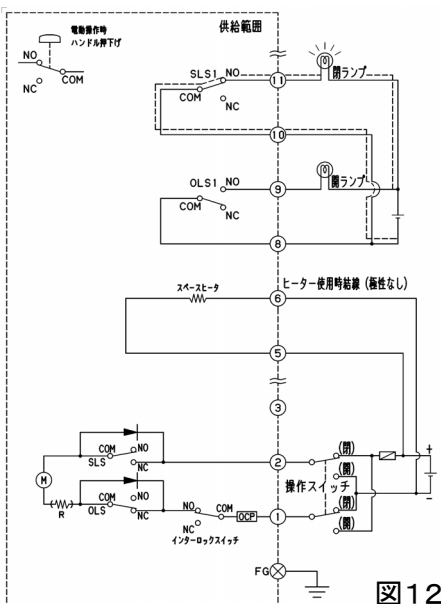 電動操作時
ハンドル押下げ
NO
COM
NC
供給範囲
SLS1 NO
COM
NC
11
閉ランプ
10
OLS1 NO
COM
NC
9
開ランプ
8
スペースヒータ
6
ヒーター使用時結線 (極性なし)
5
3
COM NO
SLS NC
2
(閉)
(開)
+
操作スイッチ
M
R
COM NO
OLS NC
NO COM
NC
OCP
1
(閉)
(開)
-
インターロックスイッチ
FG
図12